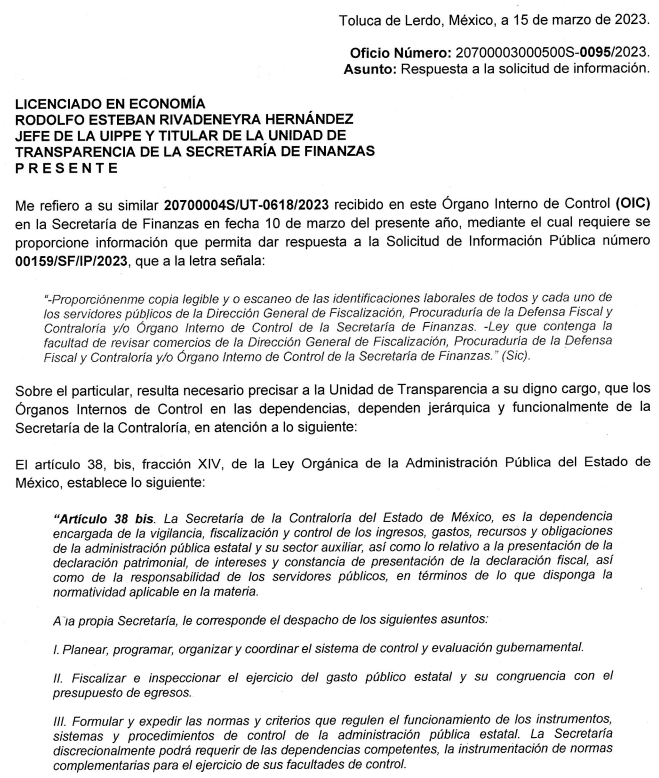 Toluca de Lerdo, México, a 15 de marzo de 2023.
Oficio Número: 20700003000500S-0095/2023.
Asunto: Respuesta a la solicitud de información.
LICENCIADO EN ECONOMÍA
RODOLFO ESTEBAN RIVADENEYRA HERNÁNDEZ
JEFE DE LA UIPPE Y TITULAR DE LA UNIDAD DE
TRANSPARENCIA DE LA SECRETARÍA DE FINANZAS
P R E S E N T E
Me refiero a su similar 20700004S/UT-0618/2023 recibido en este Órgano Interno de Control (OIC)
en la Secretaría de Finanzas en fecha 10 de marzo del presente año, mediante el cual requiere se
proporcione información que permita dar respuesta a la Solicitud de Información Pública número
00159/SF/IP/2023, que a la letra señala:
"-Proporciónenme copia legible y o escaneo de las identificaciones laborales de todos y cada uno de
los servidores públicos de la Dirección General de Fiscalización, Procuraduría de la Defensa Fiscal y
Contraloría y/o Órgano Interno de Control de la Secretaría de Finanzas. -Ley que contenga la
facultad de revisar comercios de la Dirección General de Fiscalización, Procuraduría de la Defensa
Fiscal y Contraloría y/o Órgano Interno de Control de la Secretaría de Finanzas." (Sic).
Sobre el particular, resulta necesario precisar a la Unidad de Transparencia a su digno cargo, que los
Órganos Internos de Control en las dependencias, dependen jerárquica y funcionalmente de la
Secretaría de la Contraloría, en atención a lo siguiente:
El artículo 38, bis, fracción XIV, de la Ley Orgánica de la Administración Pública del Estado de
México, establece lo siguiente:
"Artículo 38 bis. La Secretaría de la Contraloría del Estado de México, es la dependencia
encargada de la vigilancia, fiscalización y control de los ingresos, gastos, recursos y obligaciones
de la administración pública estatal y su sector auxiliar, así como lo relativo a la presentación de la
declaración patrimonial, de intereses y constancia de presentación de la declaración fiscal, así
como de la responsabilidad de los servidores públicos, en términos de lo que disponga la
normatividad aplicable en la materia.
A la propia Secretaría, le corresponde el despacho de los siguientes asuntos:
I. Planear, programar, organizar y coordinar el sistema de control y evaluación gubernamental.
II. Fiscalizar e inspeccionar el ejercicio del gasto público estatal y su congruencia con el
presupuesto de egresos.
III. Formular y expedir las normas y criterios que regulen el funcionamiento de los instrumentos,
sistemas y procedimientos de control de la administración pública estatal. La Secretaría
discrecionalmente podrá requerir de las dependencias competentes, la instrumentación de normas
complementarias para el ejercicio de sus facultades de control.